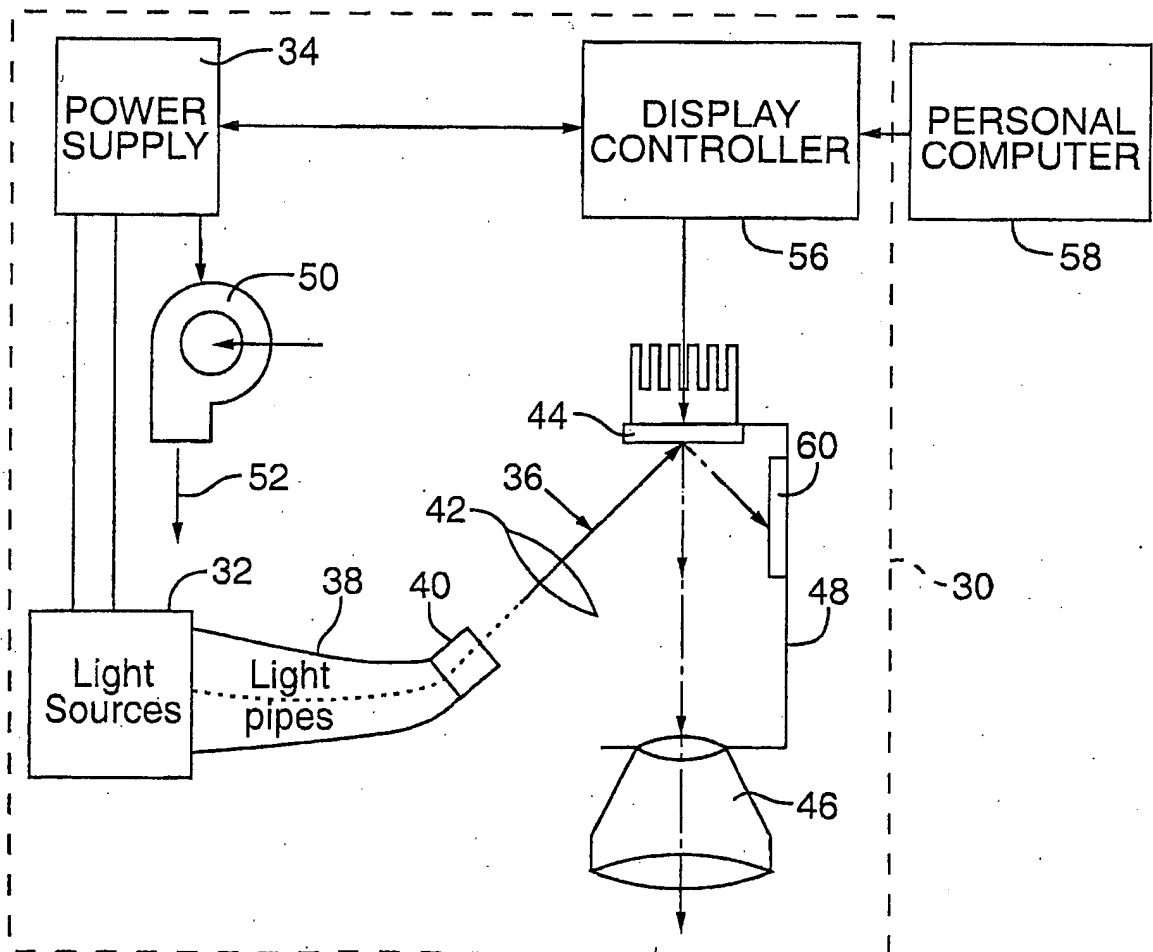 34
POWER
SUPPLY
DISPLAY
CONTROLLER
PERSONAL
COMPUTER
56
58
50
44
60
36
52
42
32
38
40
30
48
Light
Sources
Light
pipes
46